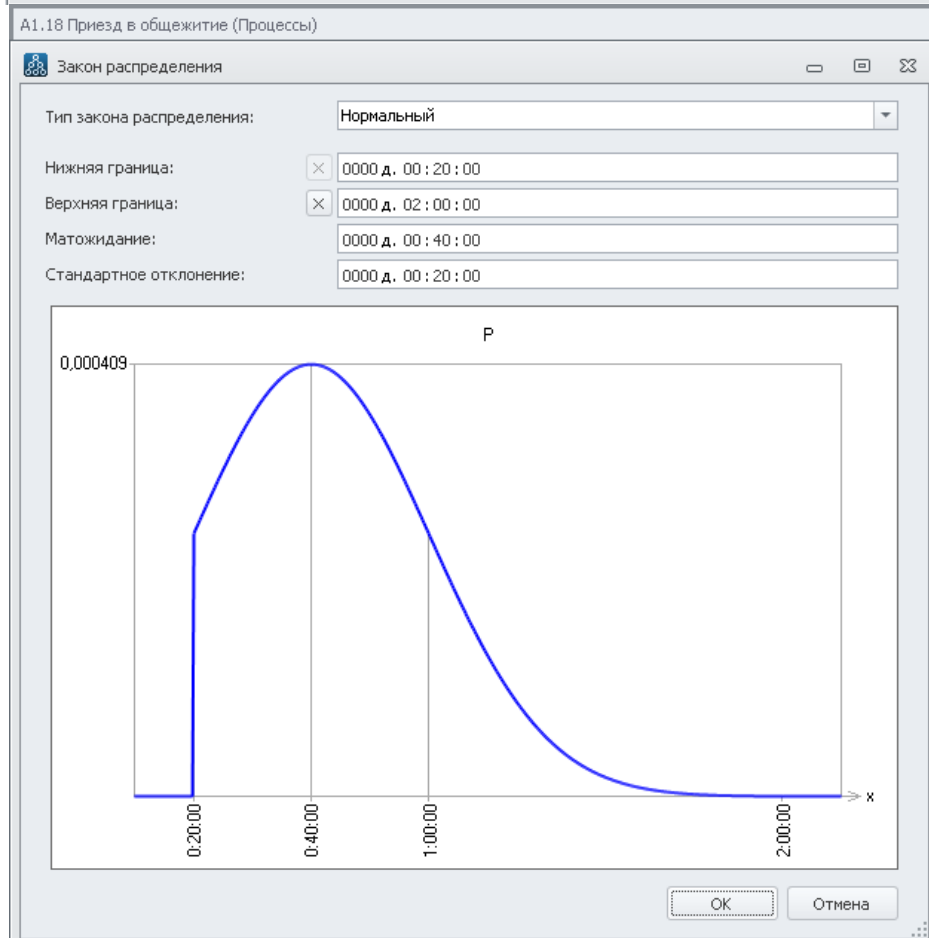 A1.18 Приезд в общежитие (Процессы)
Закон распределения
Тип закона распределения: Нормальный
Нижняя граница: 0000 д. 00 : 20 : 00
Верхняя граница: 0000 д. 02 : 00 : 00
Матожидание: 0000 д. 00 : 40 : 00
Стандартное отклонение: 0000 д. 00 : 20 : 00
P
0,000409
x
0:20:00 0:40:00 1:00:00 2:00:00
OK Отмена